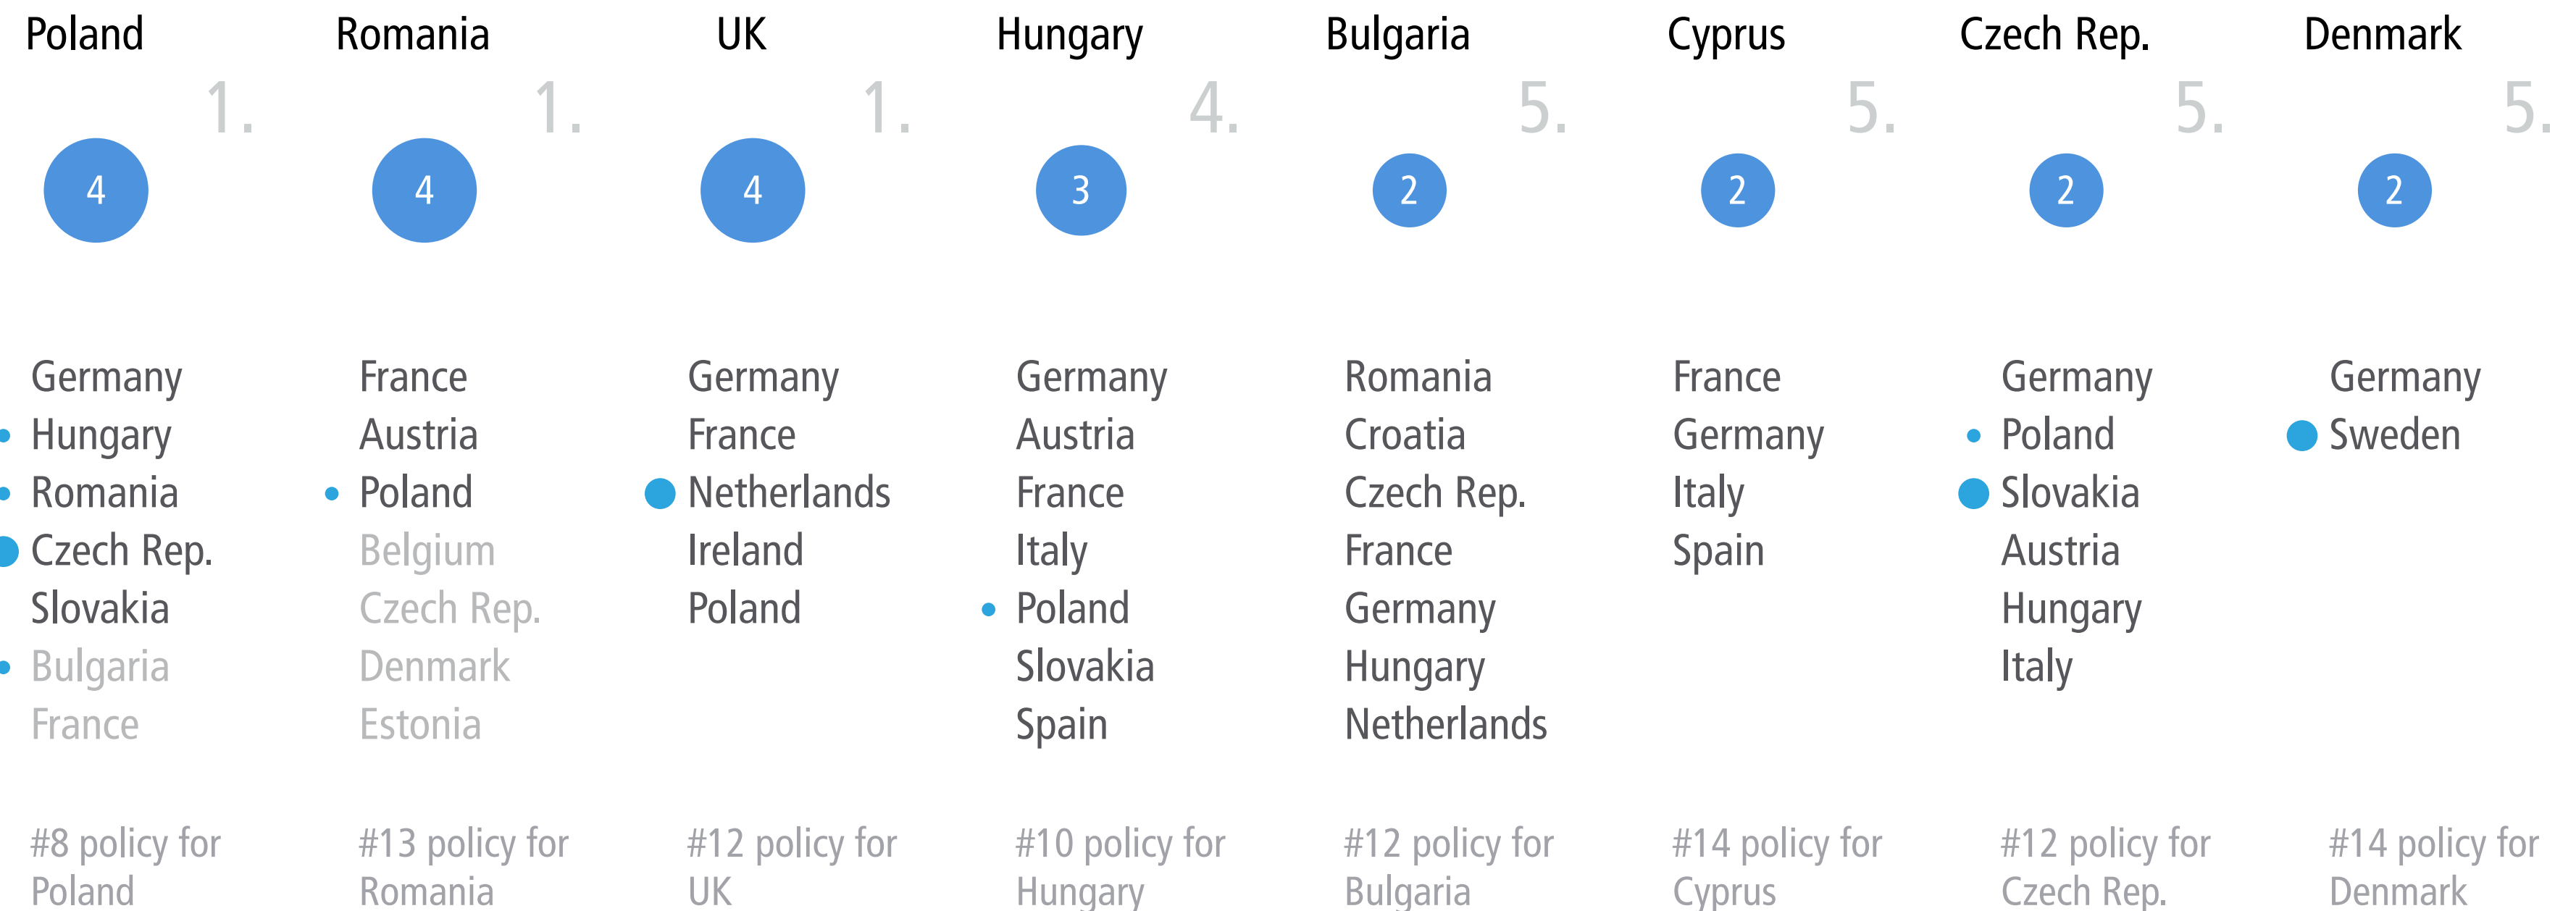 Poland Romania UK Hungary Bulgaria Cyprus Czech Rep. Denmark
1. 1. 1. 4. 5. 5. 5. 5.
4 4 4 3 2 2 2 2
Germany France Germany Germany Romania France Germany Germany
Hungary Austria France Austria Croatia Germany Poland Sweden
Romania Poland Netherlands France Czech Rep. Italy Slovakia
Czech Rep. Belgium Ireland Italy France Spain Austria
Slovakia Czech Rep. Poland Poland Germany Hungary
Bulgaria Denmark Slovakia Hungary Italy
France Estonia Spain Netherlands
#8 policy for #13 policy for #12 policy for #10 policy for #12 policy for #14 policy for #12 policy for #14 policy for
Poland Romania UK Hungary Bulgaria Cyprus Czech Rep. Denmark